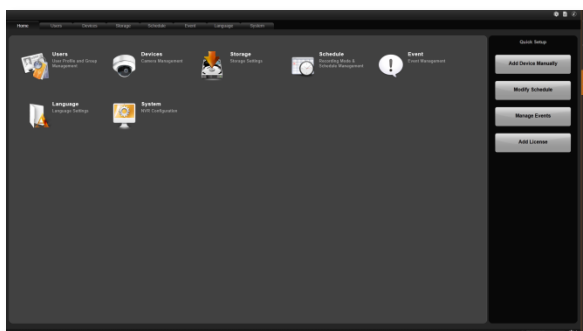 Home Users Devices Storage Schedule Event Language System
Quick Setup
Users
User Profile and Group
Management
Devices
Camera Management
Storage
Storage Settings
Schedule
Recording Mode &
Schedule Management
Event
Event Management
Language
Language Settings
System
NVR Configuration
Add Device Manually
Modify Schedule
Manage Events
Add License